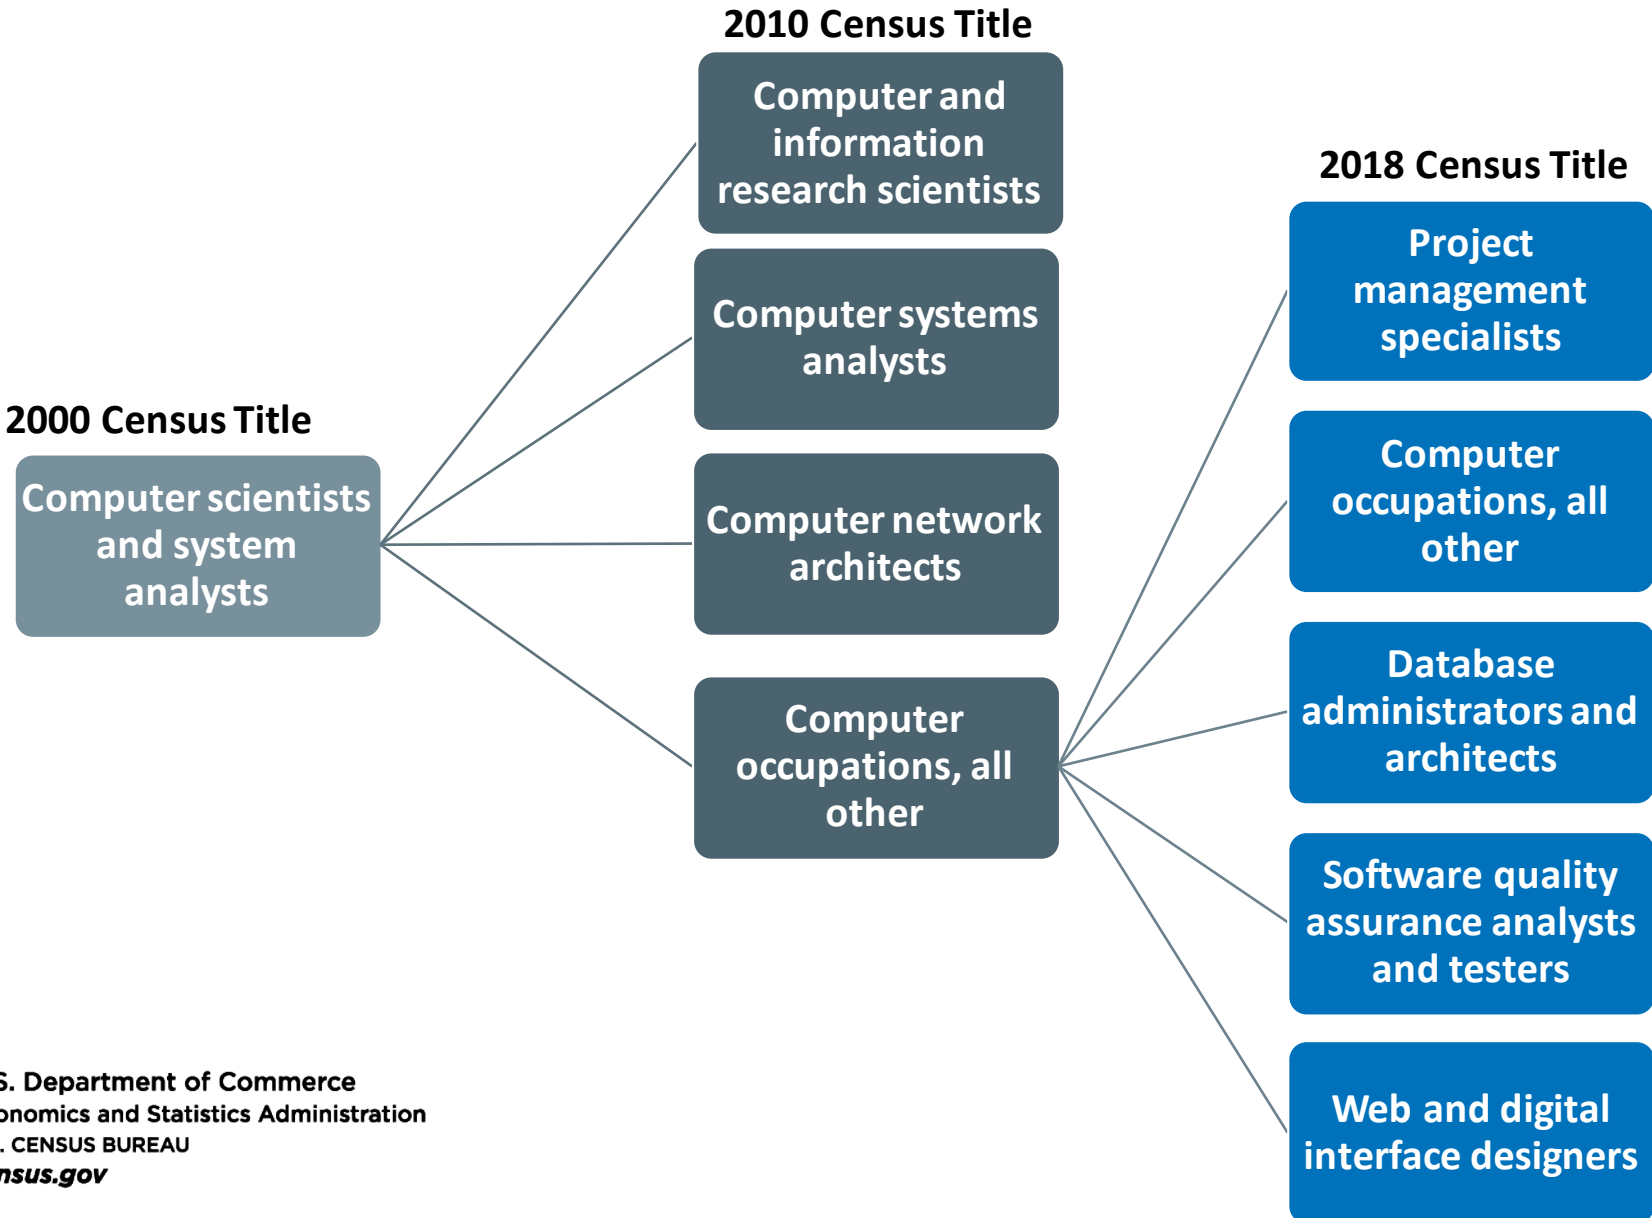 2010 Census Title
Computer and
information
research scientists
2018 Census Title
Project
management
specialists
Computer systems
analysts
2000 Census Title
Computer scientists
and system
analysts
Computer
occupations, all
other
Computer network
architects
Database
administrators and
architects
Computer
occupations, all
other
Software quality
assurance analysts
and testers
Web and digital
interface designers
S. Department of Commerce
onomics and Statistics Administration
. CENSUS BUREAU
nsus.gov